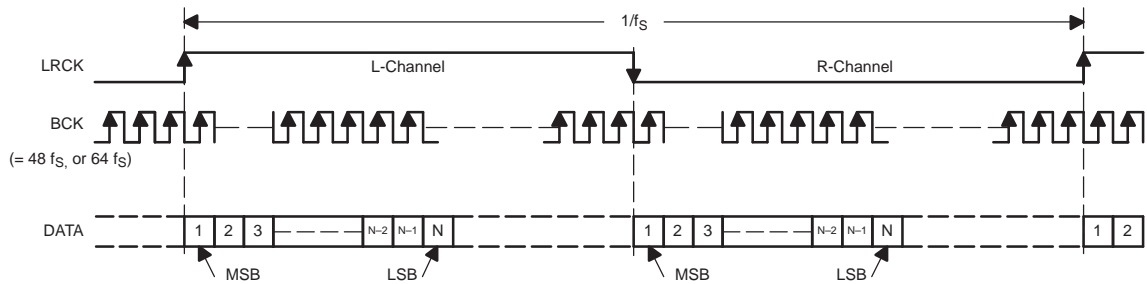 1/fS
LRCK
L-Channel
R-Channel
BCK
(= 48 fS, or 64 fS)
DATA
1 2 3 N–2 N–1 N 1 2 3 N–2 N–1 N 1 2
MSB LSB MSB LSB